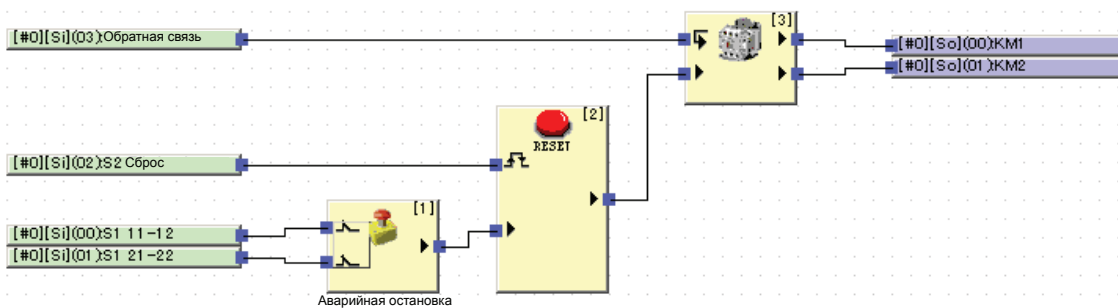 [3]
[#0][Si](03):Обратная связь
[#0][So](00):KM1
[#0][So](01):KM2
[2]
RESET
[#0][Si](02):S2 Сброс
[1]
[#0][Si](00):S1 11-12
[#0][Si](01):S1 21-22
Аварийная остановка